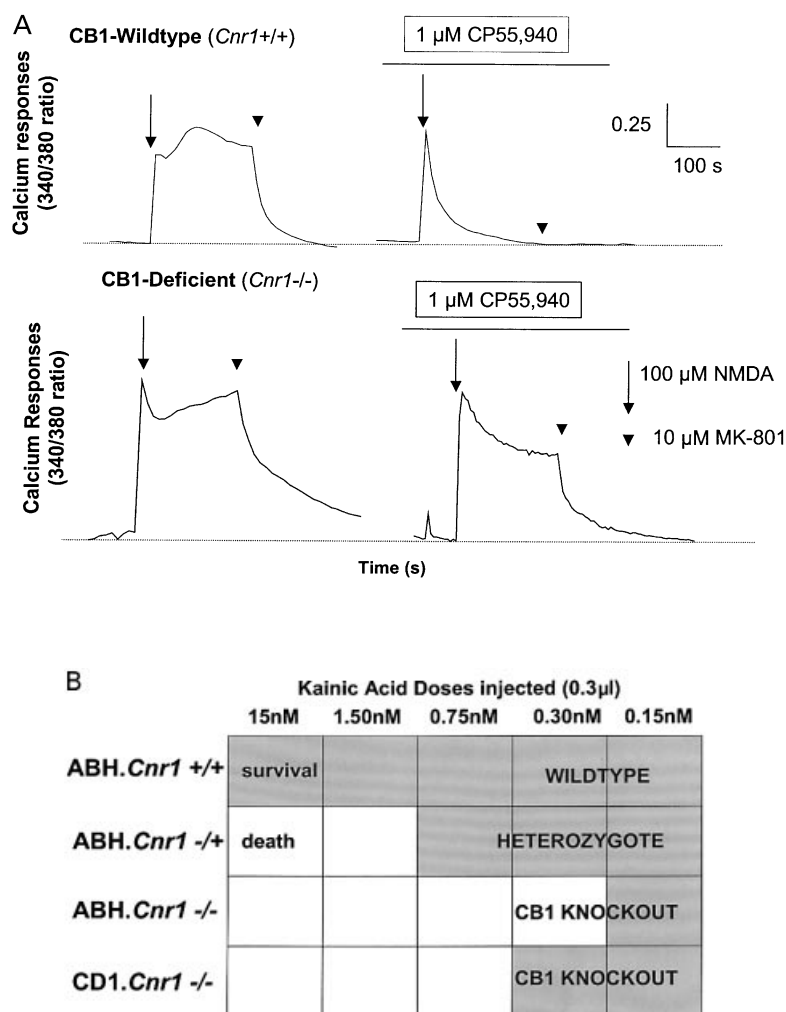 A
CB1-Wildtype (Cnr1+/+)
1 µM CP55,940
Calcium responses
(340/380 ratio)
0.25
100 s
CB1-Deficient (Cnr1-/-)
1 µM CP55,940
Calcium Responses
(340/380 ratio)
100 µM NMDA
10 µM MK-801
Time (s)
B
Kainic Acid Doses injected (0.3µl)
15nM 1.50nM 0.75nM 0.30nM 0.15nM
ABH.Cnr1 +/+ survival WILDTYPE
ABH.Cnr1 -/+ death HETEROZYGOTE
ABH.Cnr1 -/- CB1 KNOCKOUT
CD1.Cnr1 -/- CB1 KNOCKOUT